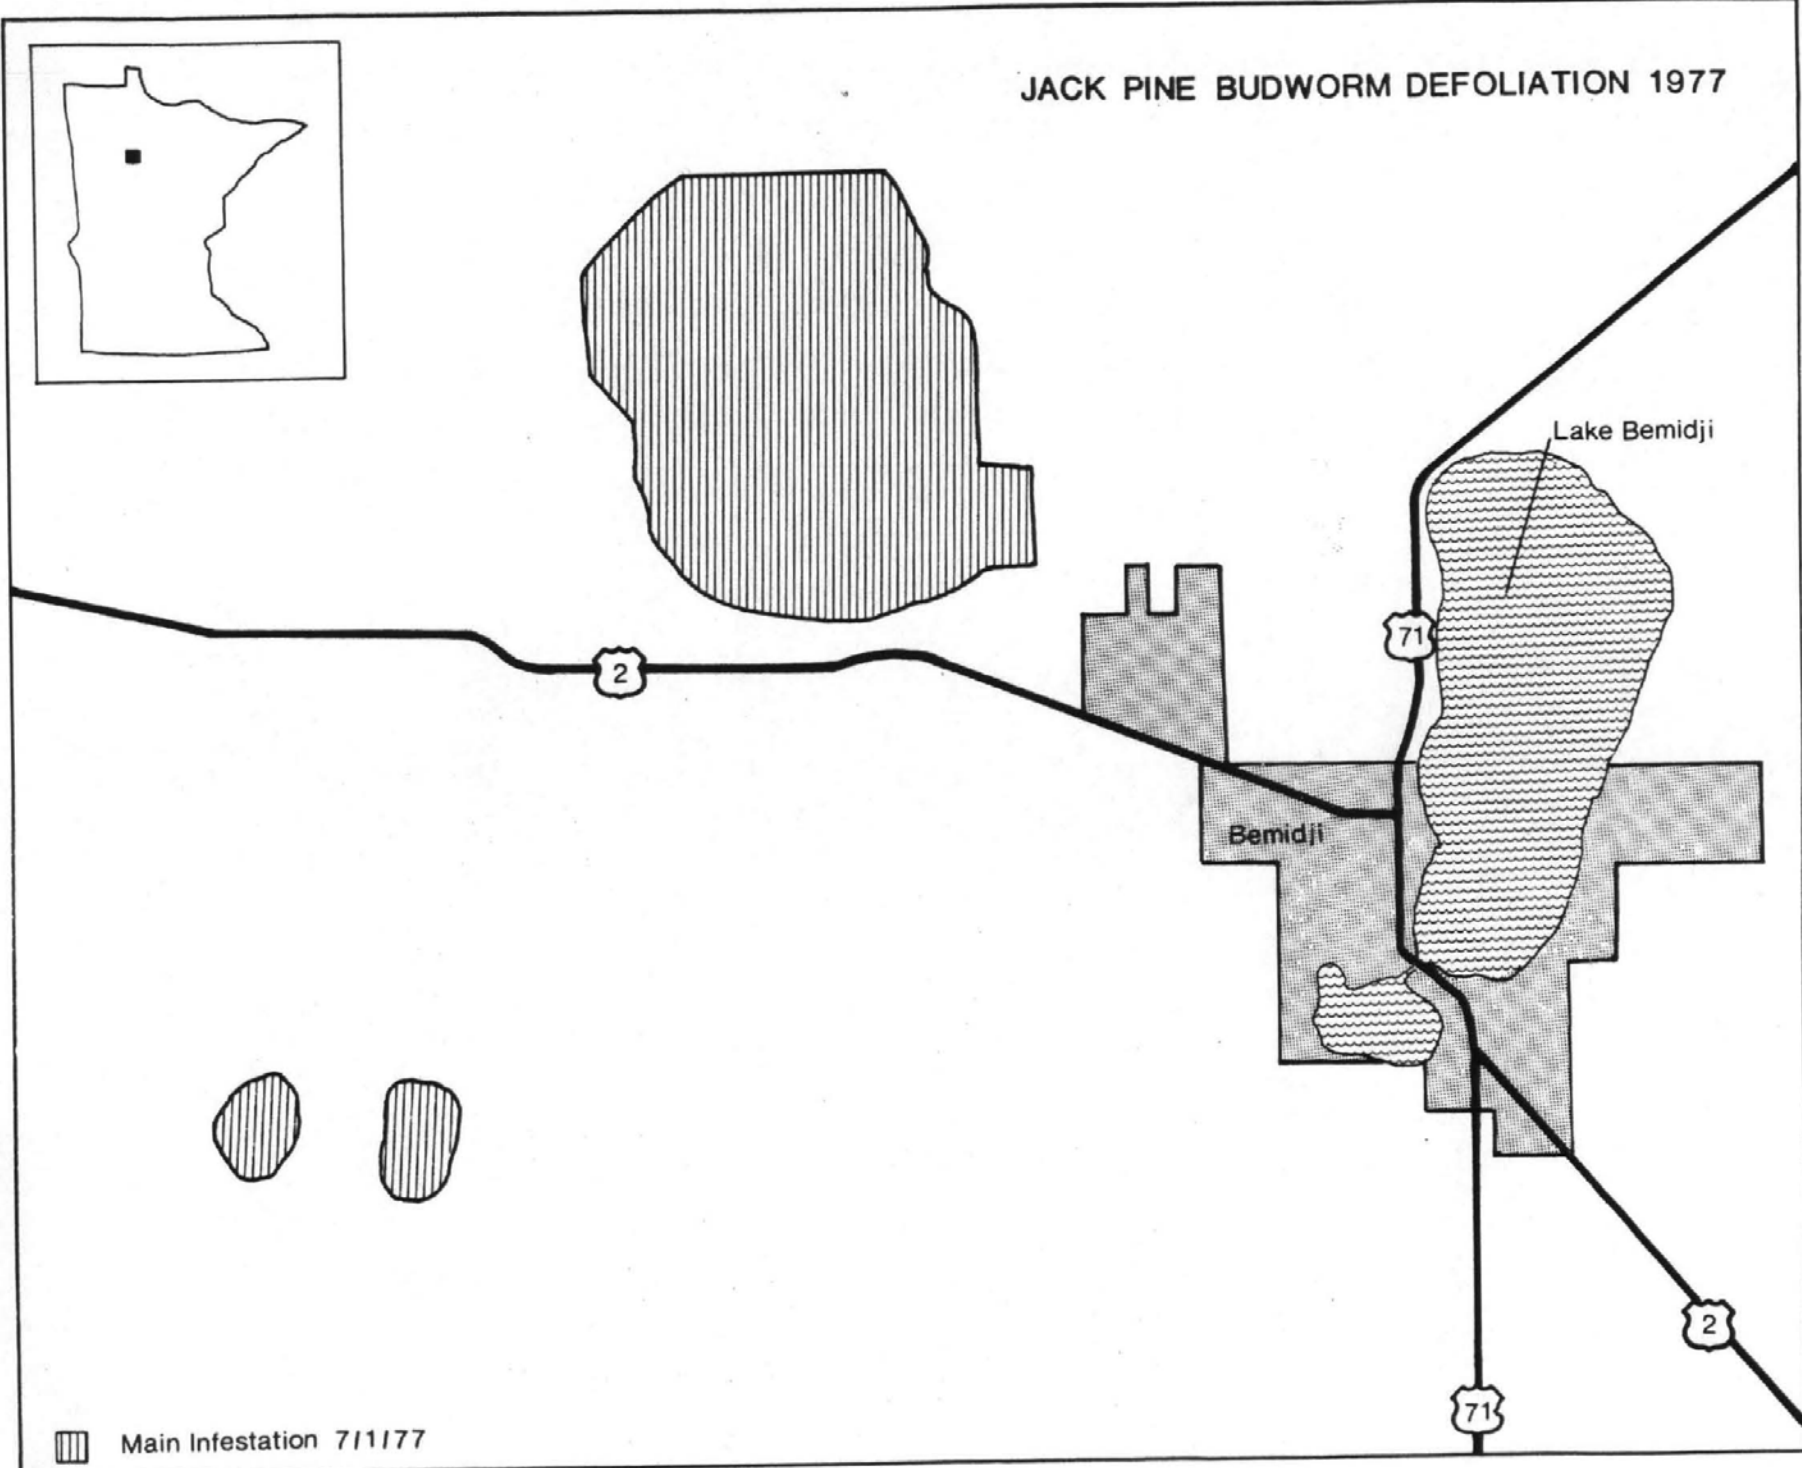 JACK PINE BUDWORM DEFOLIATION 1977
Lake Bemidji
71
2
Bemidji
2
71
Main Infestation 7/1/77